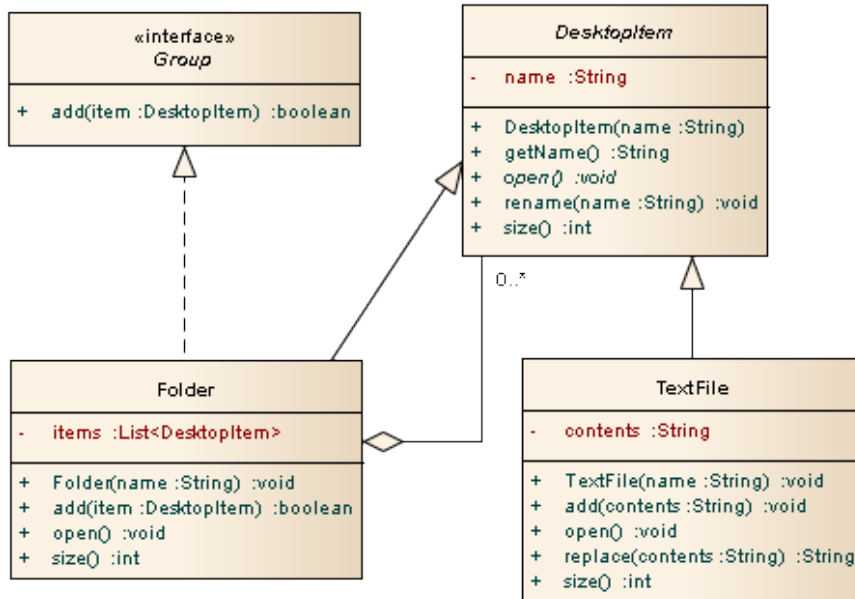 «interface»
Group
+ add(item :DesktopItem) :boolean
DesktopItem
- name :String
+ DesktopItem(name :String)
+ getName() :String
+ open() :void
+ rename(name :String) :void
+ size() :int
0..*
Folder
- items :List<DesktopItem>
+ Folder(name :String) :void
+ add(item :DesktopItem) :boolean
+ open() :void
+ size() :int
TextFile
- contents :String
+ TextFile(name :String) :void
+ add(contents :String) :void
+ open() :void
+ replace(contents :String) :String
+ size() :int